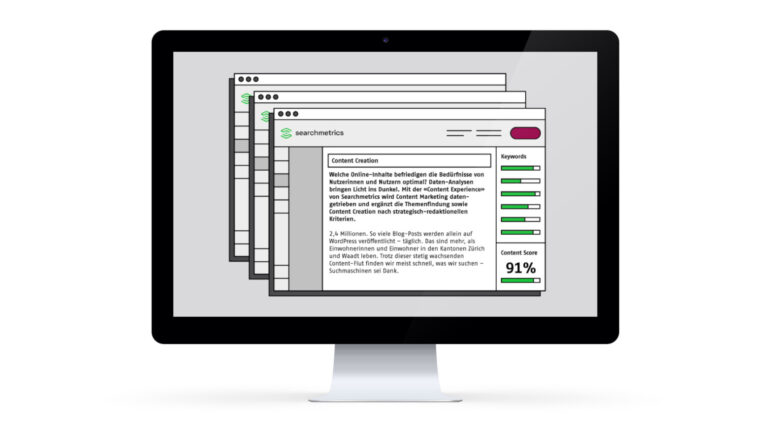 searchmetrics
Content Creation
Welche Online-Inhalte befriedigen die Bedürfnisse von
Nutzerinnen und Nutzern optimal? Daten-Analysen
bringen Licht ins Dunkel. Mit der «Content Experience»
von Searchmetrics wird Content Marketing daten-
getrieben und ergänzt die Themenfindung sowie
Content Creation nach strategisch-redaktionellen
Kriterien.
2,4 Millionen. So viele Blog-Posts werden allein auf
WordPress veröffentlicht – täglich. Das sind mehr, als
Einwohnerinnen und Einwohner in den Kantonen Zürich
und Waadt leben. Trotz dieser stetig wachsenden
Content-Flut finden wir meist schnell, was wir suchen –
Suchmaschinen sei Dank.
Keywords
Content Score
91%